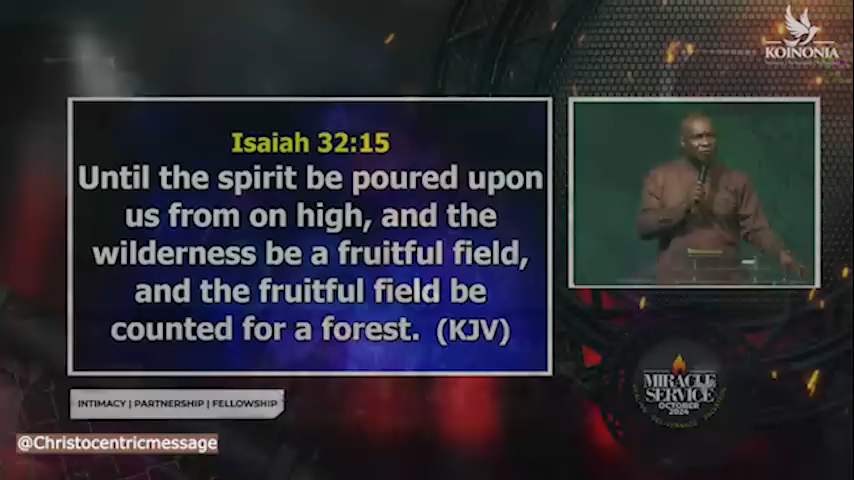 KOINONIA
Isaiah 32:15
Until the spirit be poured upon
us from on high, and the
wilderness be a fruitful field,
and the fruitful field be
counted for a forest. (KJV)
MIRACLE
SERVICE
OCTOBER
2024
INTIMACY | PARTNERSHIP | FELLOWSHIP
@Christocentricmessage